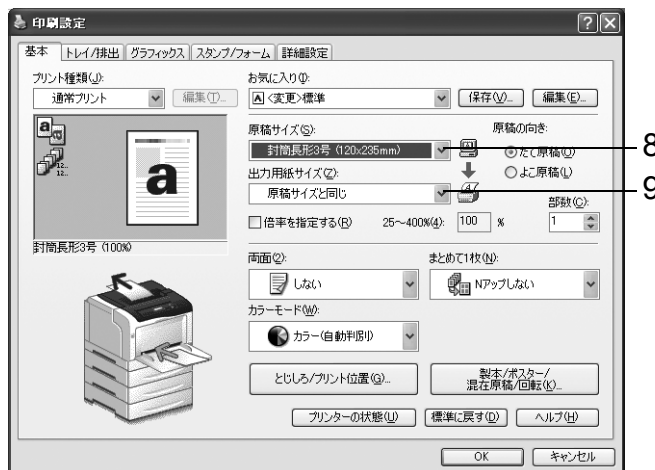 印刷設定
基本 トレイ/排出 グラフィックス スタンプ/フォーム 詳細設定
プリント種類(J):
通常プリント 編集(T)...
お気に入り(I):
A <変更>標準 保存(V)... 編集(E)...
原稿サイズ(S):
封筒長形3号 (120x235mm) 8
原稿の向き:
たて原稿(O)
よこ原稿(L)
出力用紙サイズ(Z):
原稿サイズと同じ 9
倍率を指定する(R) 25~400%(4): 100 %
部数(C):
1
a
封筒長形3号 (100%)
両面(2):
しない
まとめて1枚(N):
Nアップしない
カラーモード(W):
カラー(自動判別)
とじしろ/プリント位置(G)...
製本/ポスター/
混在原稿/回転(K)...
プリンターの状態(U) 標準に戻す(D) ヘルプ(H)
OK キャンセル